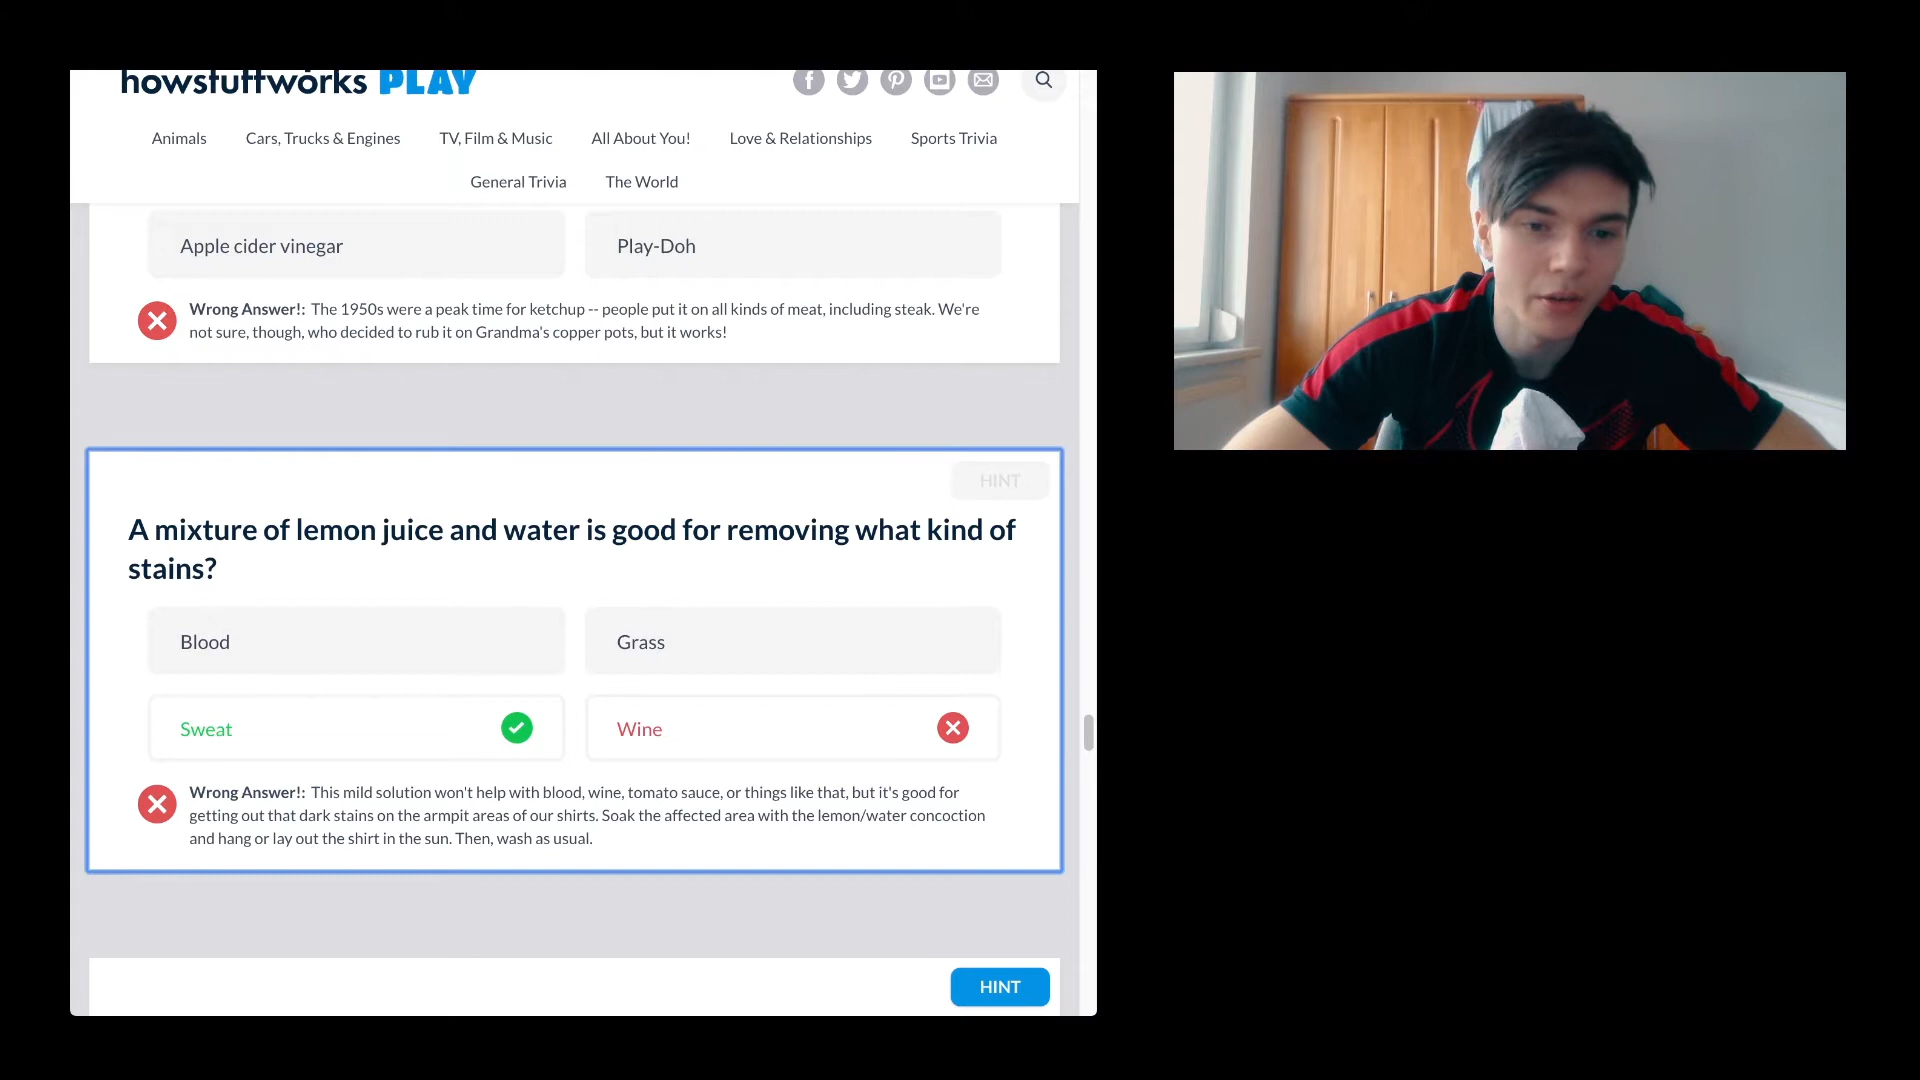 howstuffworks PLAY
Animals Cars, Trucks & Engines TV, Film & Music All About You! Love & Relationships Sports Trivia
General Trivia The World
Apple cider vinegar Play-Doh
Wrong Answer!: The 1950s were a peak time for ketchup -- people put it on all kinds of meat, including steak. We're
not sure, though, who decided to rub it on Grandma's copper pots, but it works!
HINT
A mixture of lemon juice and water is good for removing what kind of
stains?
Blood Grass
Sweat Wine
Wrong Answer!: This mild solution won't help with blood, wine, tomato sauce, or things like that, but it's good for
getting out that dark stains on the armpit areas of our shirts. Soak the affected area with the lemon/water concoction
and hang or lay out the shirt in the sun. Then, wash as usual.
HINT